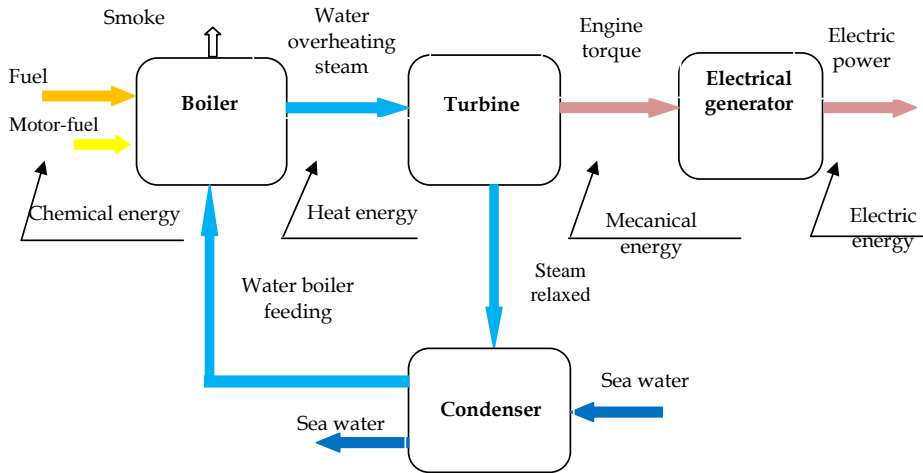 Smoke
Water
overheating
steam
Engine
torque
Electric
power
Fuel
Motor-fuel
Boiler
Turbine
Electrical
generator
Chemical energy
Heat energy
Mecanical
energy
Electric
energy
Water boiler
feeding
Steam
relaxed
Condenser
Sea water
Sea water